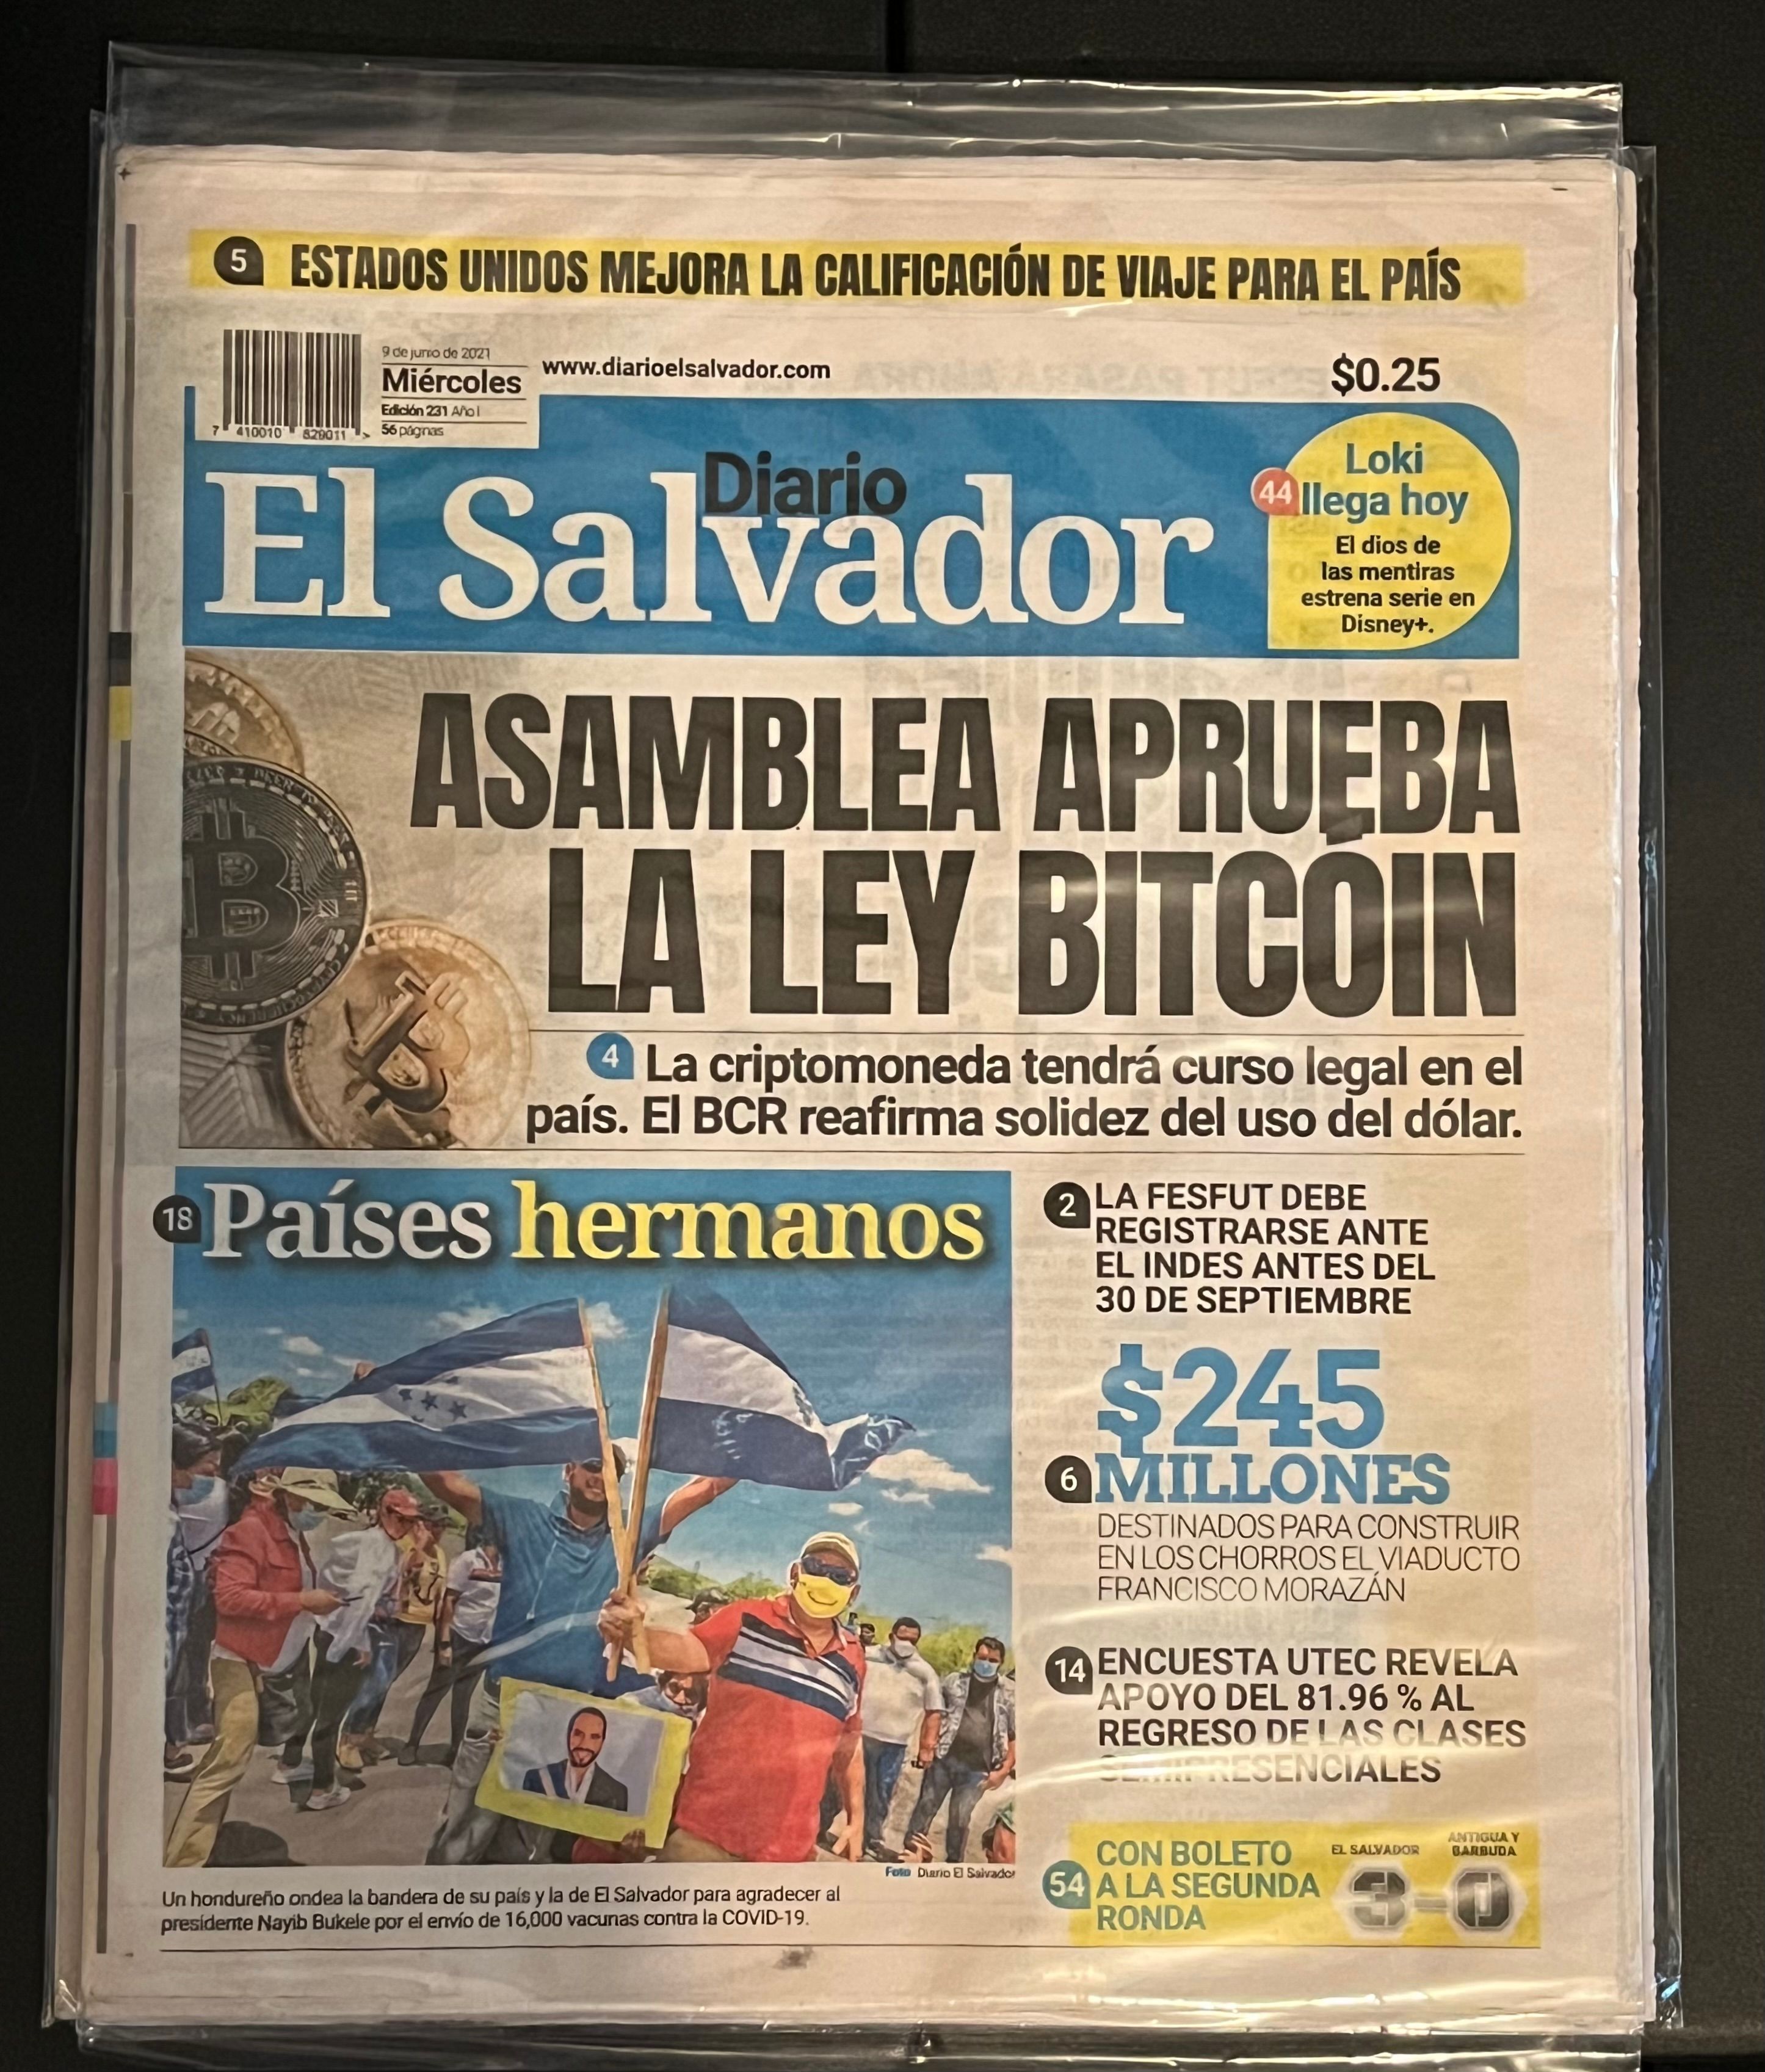 5 ESTADOS UNIDOS MEJORA LA CALIFICACIÓN DE VIAJE PARA EL PAÍS
9 de junio de 2021
Miércoles
Edición 231 Año I
56 páginas
7 410010 829011 >
www.diarioelsalvador.com
$0.25
Diario
El Salvador
44
Loki
llega hoy
El dios de
las mentiras
estrena serie en
Disney+.
ASAMBLEA APRUEBA
LA LEY BITCÓIN
4 La criptomoneda tendrá curso legal en el
país. El BCR reafirma solidez del uso del dólar.
18 Países hermanos
Foto Diario El Salvador
Un hondureño ondea la bandera de su país y la de El Salvador para agradecer al
presidente Nayib Bukele por el envío de 16,000 vacunas contra la COVID-19.
2 LA FESFUT DEBE
REGISTRARSE ANTE
EL INDES ANTES DEL
30 DE SEPTIEMBRE
$245
6 MILLONES
DESTINADOS PARA CONSTRUIR
EN LOS CHORROS EL VIADUCTO
FRANCISCO MORAZÁN
14 ENCUESTA UTEC REVELA
APOYO DEL 81.96 % AL
REGRESO DE LAS CLASES
SEMIPRESENCIALES
54 CON BOLETO
A LA SEGUNDA
RONDA
EL SALVADOR
ANTIGUA Y
BARBUDA
3-0